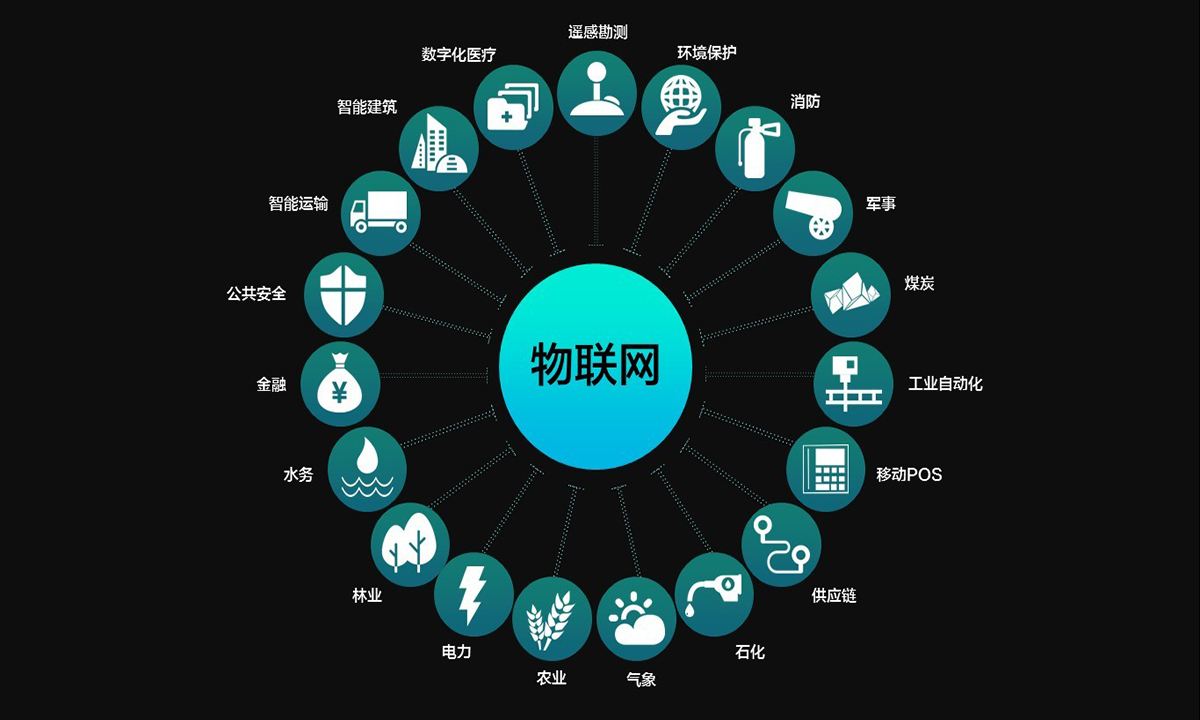 遥感勘测
环境保护
消防
军事
煤炭
工业自动化
移动POS
供应链
石化
气象
农业
电力
林业
水务
¥
金融
公共安全
智能运输
智能建筑
数字化医疗
物联网